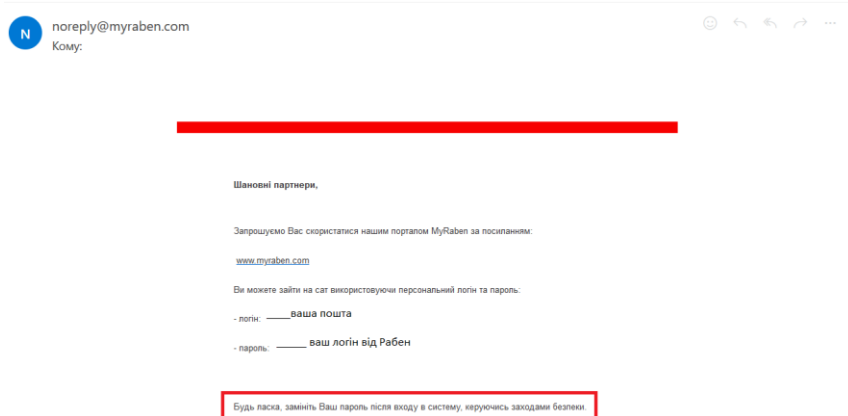 N
noreply@myraben.com
Кому:
Шановні партнери,
Запрошуємо Вас скористатися нашим порталом MyRaben за посиланням:
www.myraben.com
Ви можете зайти на сат використовуючи персональний логін та пароль:
- логін: _____ваша пошта
- пароль: ______ ваш логін від Рабен
Будь ласка, замініть Ваш пароль після входу в систему, керуючись заходами безпеки.